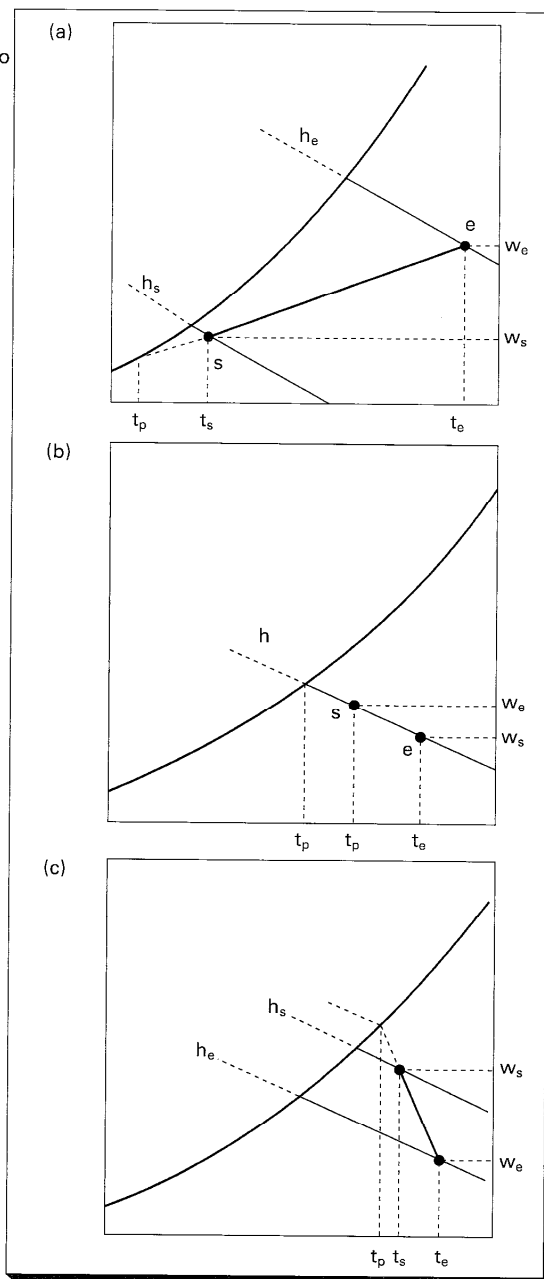 o
(a)
hₑ
e
wₑ
hₛ
s
wₛ
tₚ tₛ tₑ
(b)
h
s
wₑ
e
wₛ
tₚ tₚ tₑ
(c)
hₛ
hₑ
wₛ
wₑ
tₚ tₛ tₑ